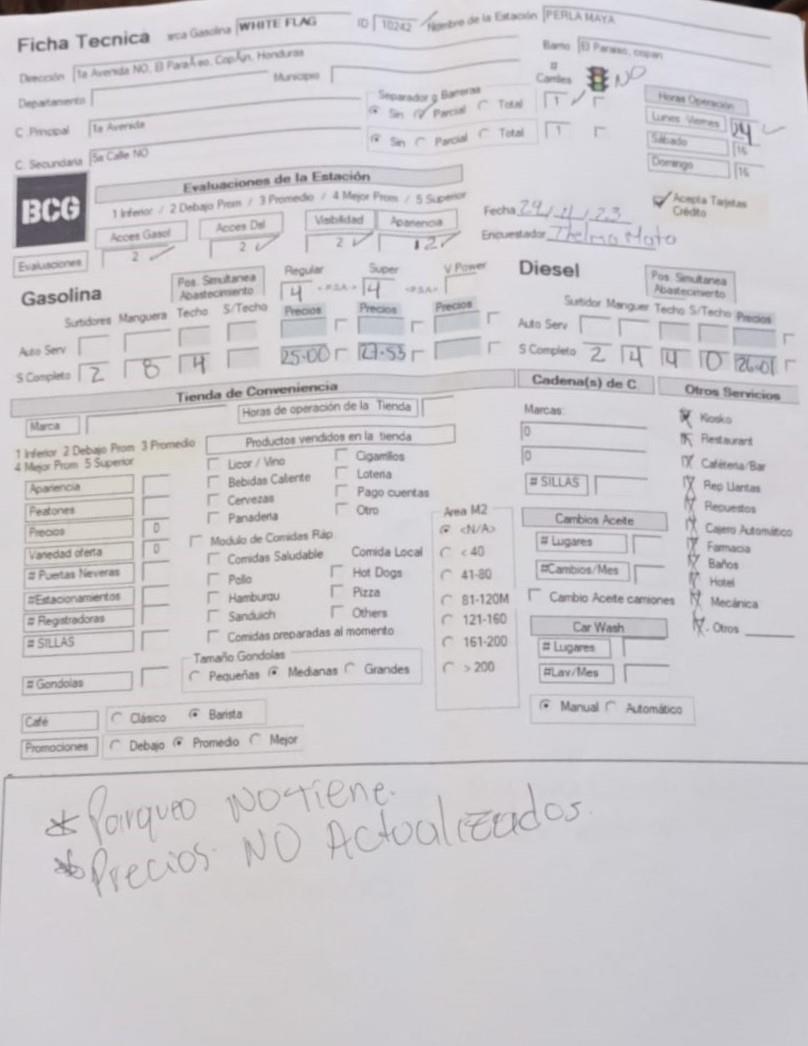 Ficha Tecnica arca Gasolina WHITE FLAG ID 10242 Nombre de la Estación PERLA MAYA
Dirección 1a Avenida NO, El ParaÃ­so, CopÃ¡n, Honduras Barrio El Paraiso, copan
Departamento Municipio # Carriles NO
Separador o Barreras
C .Principal 1a Avenida Sin Parcial Total 1
C. Secundaria 5a Calle NO Sin Parcial Total 1
Horas Operación
Lunes Viernes 24
Sábado 16
Domingo 16
BCG
Evaluaciones de la Estación
1 Inferior / 2 Debajo Prom / 3 Promedio / 4 Mejor Prom / 5 Superior
Acces Gasol Acces Dsl Visibilidad Apariencia
Evaluaciones 2 2 2 2
Fecha 29/11/23
Acepta Tarjetas Crédito
Encuestador Thelma Mato
Gasolina
Pos. Simultanea Abastecimiento
Regular 4 Super 4 V Power
Surtidores Manguera Techo S/Techo Precios Precios Precios
Auto Serv
S Completo 2 8 4 25.00 27.53
Diesel
Pos. Simultanea Abastecimiento
Surtidor Manguer Techo S/Techo Precios
Auto Serv
S Completo 2 4 4 0 26.01
Tienda de Conveniencia
Marca Horas de operación de la Tienda
1 Inferior 2 Debajo Prom 3 Promedio
4 Mejor Prom 5 Superior
Apariencia
Peatones
Precios 0
Variedad oferta 0
# Puertas Neveras
#Estacionamientos
# Registradoras
# SILLAS
# Gondolas
Productos vendidos en la tienda
Licor / Vino Cigarrillos
Bebidas Caliente Loteria
Cervezas Pago cuentas
Panaderia Otro
Modulo de Comidas Ráp
Comidas Saludable Comida Local
Pollo Hot Dogs
Hamburqu Pizza
Sanduich Others
Comidas preparadas al momento
Tamaño Gondolas
Pequeñas Medianas Grandes
Area M2
<N/A>
< 40
41-80
81-120M
121-160
161-200
> 200
Café Clásico Barista
Promociones Debajo Promedio Mejor
Cadena(s) de C.
Marcas:
0
0
# SILLAS
Cambios Aceite
# Lugares
#Cambios/Mes
Cambio Aceite camiones
Car Wash
# Lugares
#Lav/Mes
Manual Automático
Otros Servicios
Kiosko
Restaurant
Caféteria/Bar
Rep Llantas
Repuestos
Cajero Automático
Farmacia
Baños
Hotel
Mecánica
Otros
* Parqueo NO tiene.
* Precios NO Actualizados.